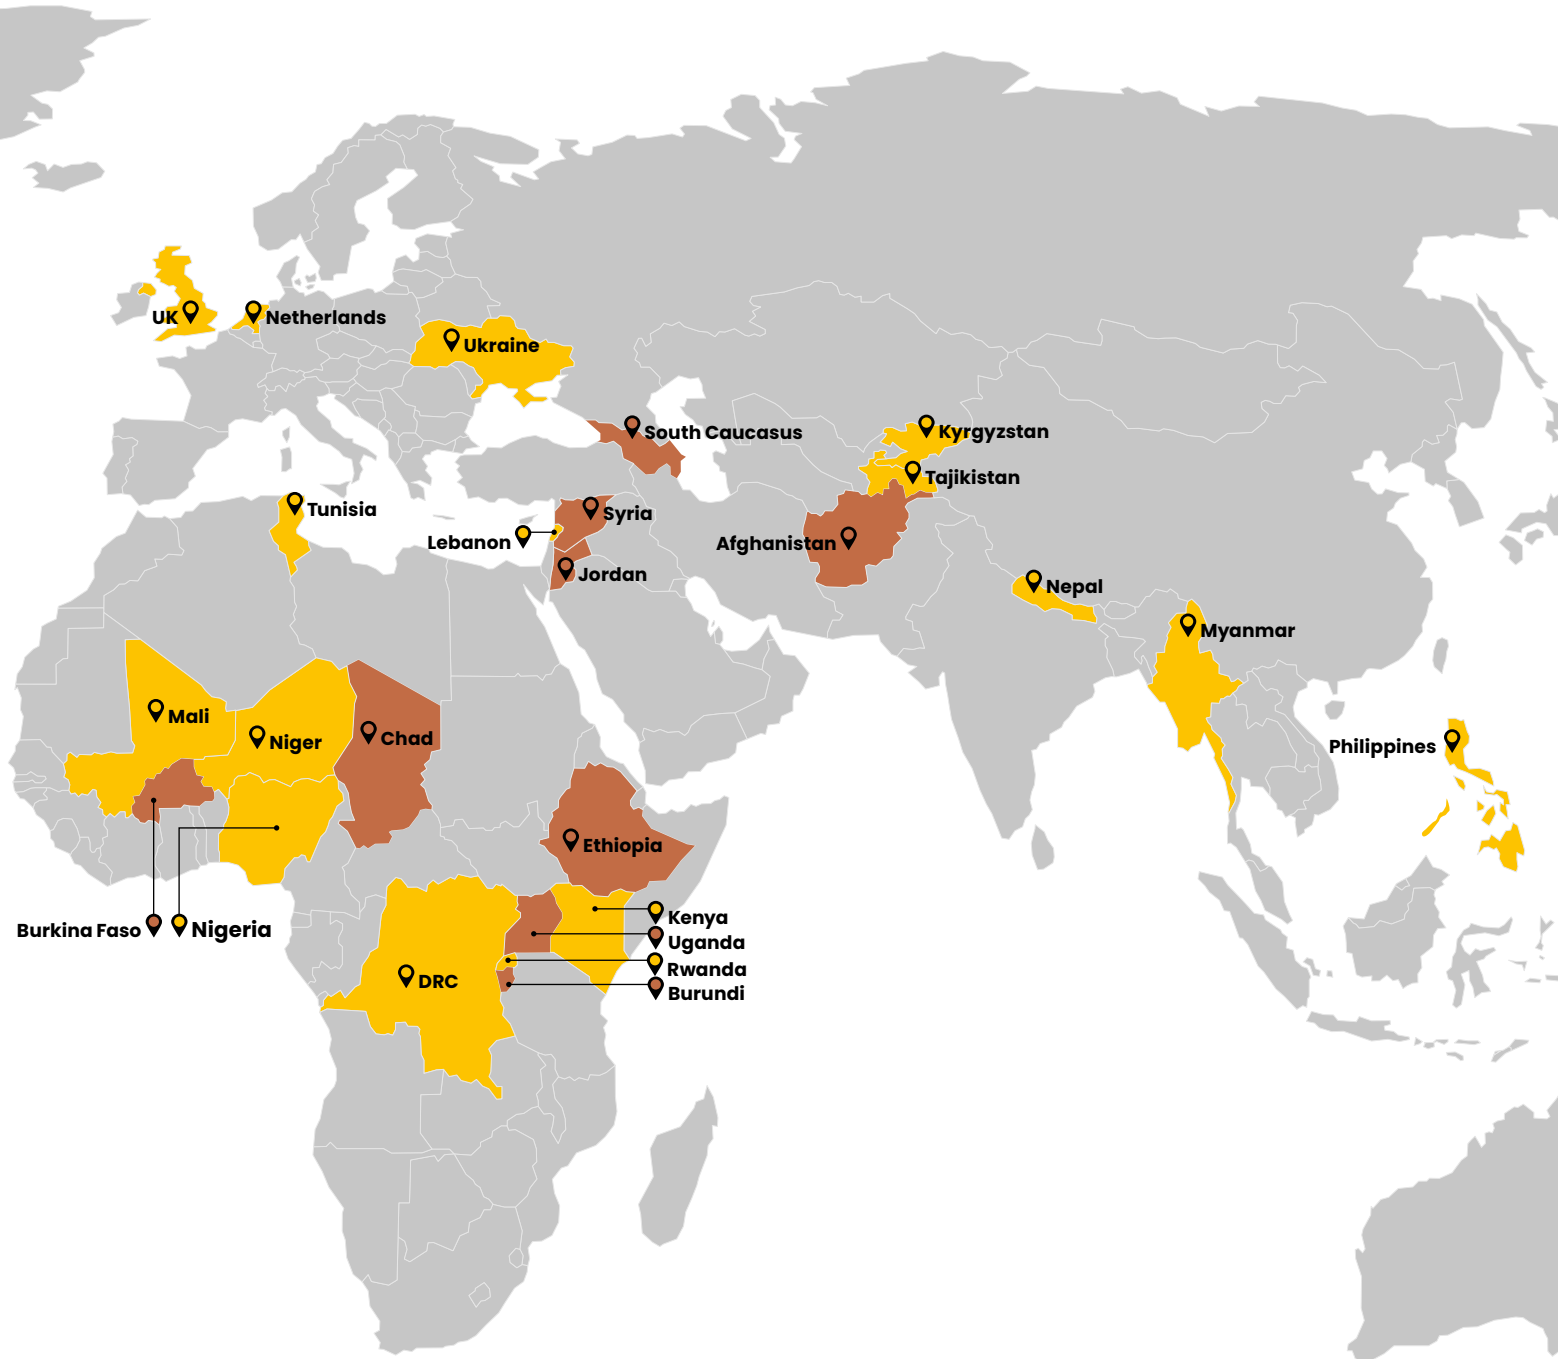 UK
Netherlands
Ukraine
South Caucasus
Kyrgyzstan
Tajikistan
Tunisia
Syria
Lebanon
Afghanistan
Jordan
Nepal
Myanmar
Mali
Niger
Chad
Philippines
Ethiopia
Burkina Faso
Nigeria
Kenya
Uganda
Rwanda
Burundi
DRC